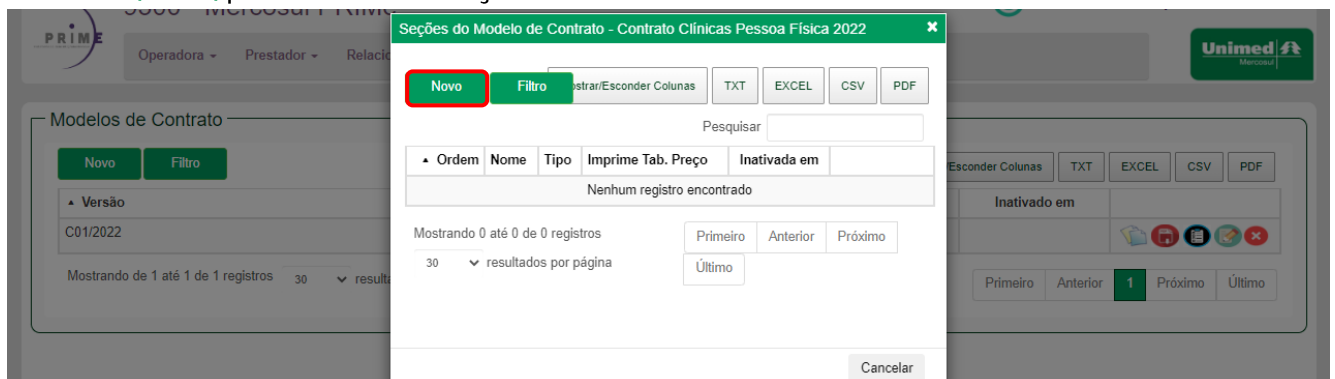 PRIME
Operadora Prestador
Unimed
Mercosul
Seções do Modelo de Contrato - Contrato Clínicas Pessoa Física 2022
Novo Filtro strar/Esconder Colunas TXT EXCEL CSV PDF
Pesquisar
Ordem Nome Tipo Imprime Tab. Preço Inativada em
Nenhum registro encontrado
Mostrando 0 até 0 de 0 registros
30 resultados por página
Primeiro Anterior Próximo
Último
Cancelar
Modelos de Contrato
Novo Filtro
/Esconder Colunas TXT EXCEL CSV PDF
Versão Inativado em
C01/2022
Mostrando de 1 até 1 de 1 registros 30 resulta
Primeiro Anterior 1 Próximo Último